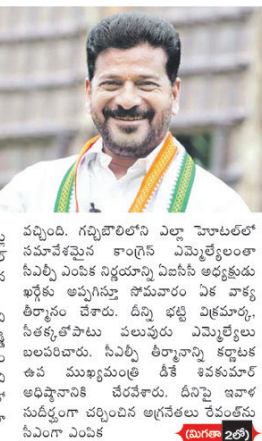 వచ్చింది. గచ్చిబౌలిలోని ఎల్లా హెూటల్‌లో
సమావేశమైన కాంగ్రెస్ ఎమ్మెల్యేలంతా
సీఎల్పీ ఎంపిక నిర్ణయాన్ని ఏఐసీసీ అధ్యక్షుడు
ఖర్గేకు అప్పగిస్తూ సోమవారం ఏక వాక్య
తీర్మానం చేశారు. దీన్ని భట్టి విక్రమార్క,
సీతక్కతోపాటు పలువురు ఎమ్మెల్యేలు
బలపరిచారు. సీఎల్పీ తీర్మానాన్ని కర్ణాటక
ఉప ముఖ్యమంత్రి డీకే శివకుమార్
అధిష్ఠానానికి చేరవేశారు. దీనిపై ఇవాళ
సుదీర్ఘంగా చర్చించిన అగ్రనేతలు రేవంత్‌ను
సీఎంగా ఎంపిక
(మిగతా 2లో)